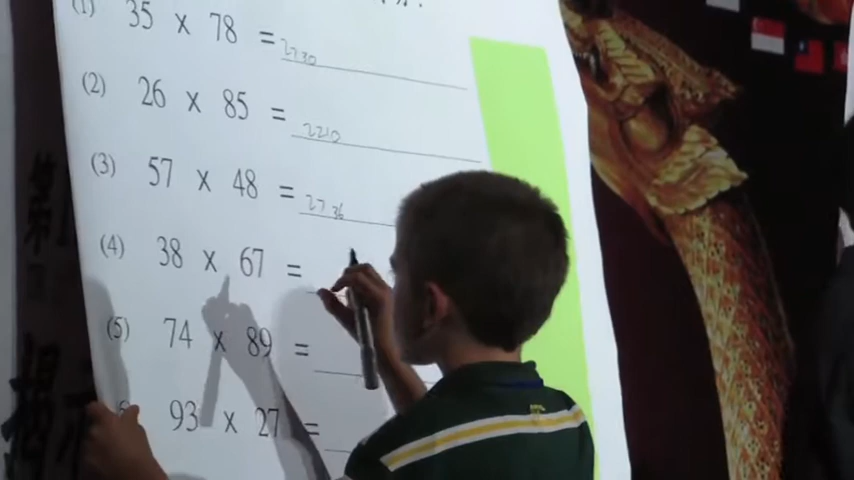 (1) 35 x 78 = 2730
(2) 26 x 85 = 2210
(3) 57 x 48 = 2736
(4) 38 x 67 =
(5) 74 x 89 =
93 x 27 =